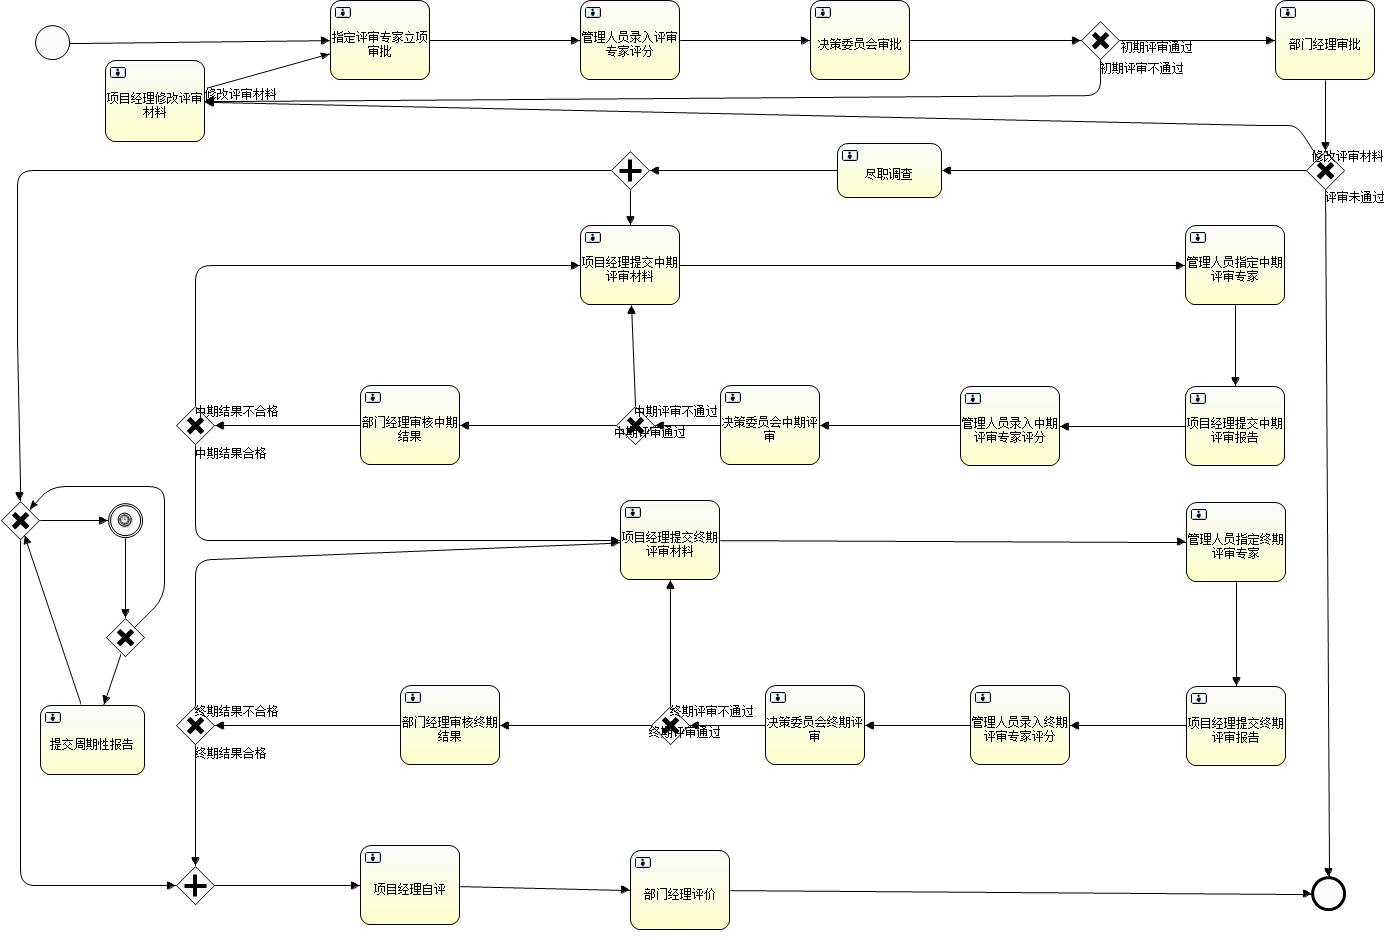 指定评审专家立项
审批
管理人员录入评审
专家评分
决策委员会审批
初期评审通过
初期评审不通过
部门经理审批
项目经理修改评审
材料
修改评审材料
修改评审材料
评审未通过
尽职调查
项目经理提交中期
评审材料
管理人员指定中期
评审专家
中期结果不合格
中期结果合格
部门经理审核中期
结果
中期评审不通过
中期评审通过
决策委员会中期评
审
管理人员录入中期
评审专家评分
项目经理提交中期
评审报告
项目经理提交终期
评审材料
管理人员指定终期
评审专家
提交周期性报告
终期结果不合格
终期结果合格
部门经理审核终期
结果
终期评审不通过
终期评审通过
决策委员会终期评
审
管理人员录入终期
评审专家评分
项目经理提交终期
评审报告
项目经理自评
部门经理评价